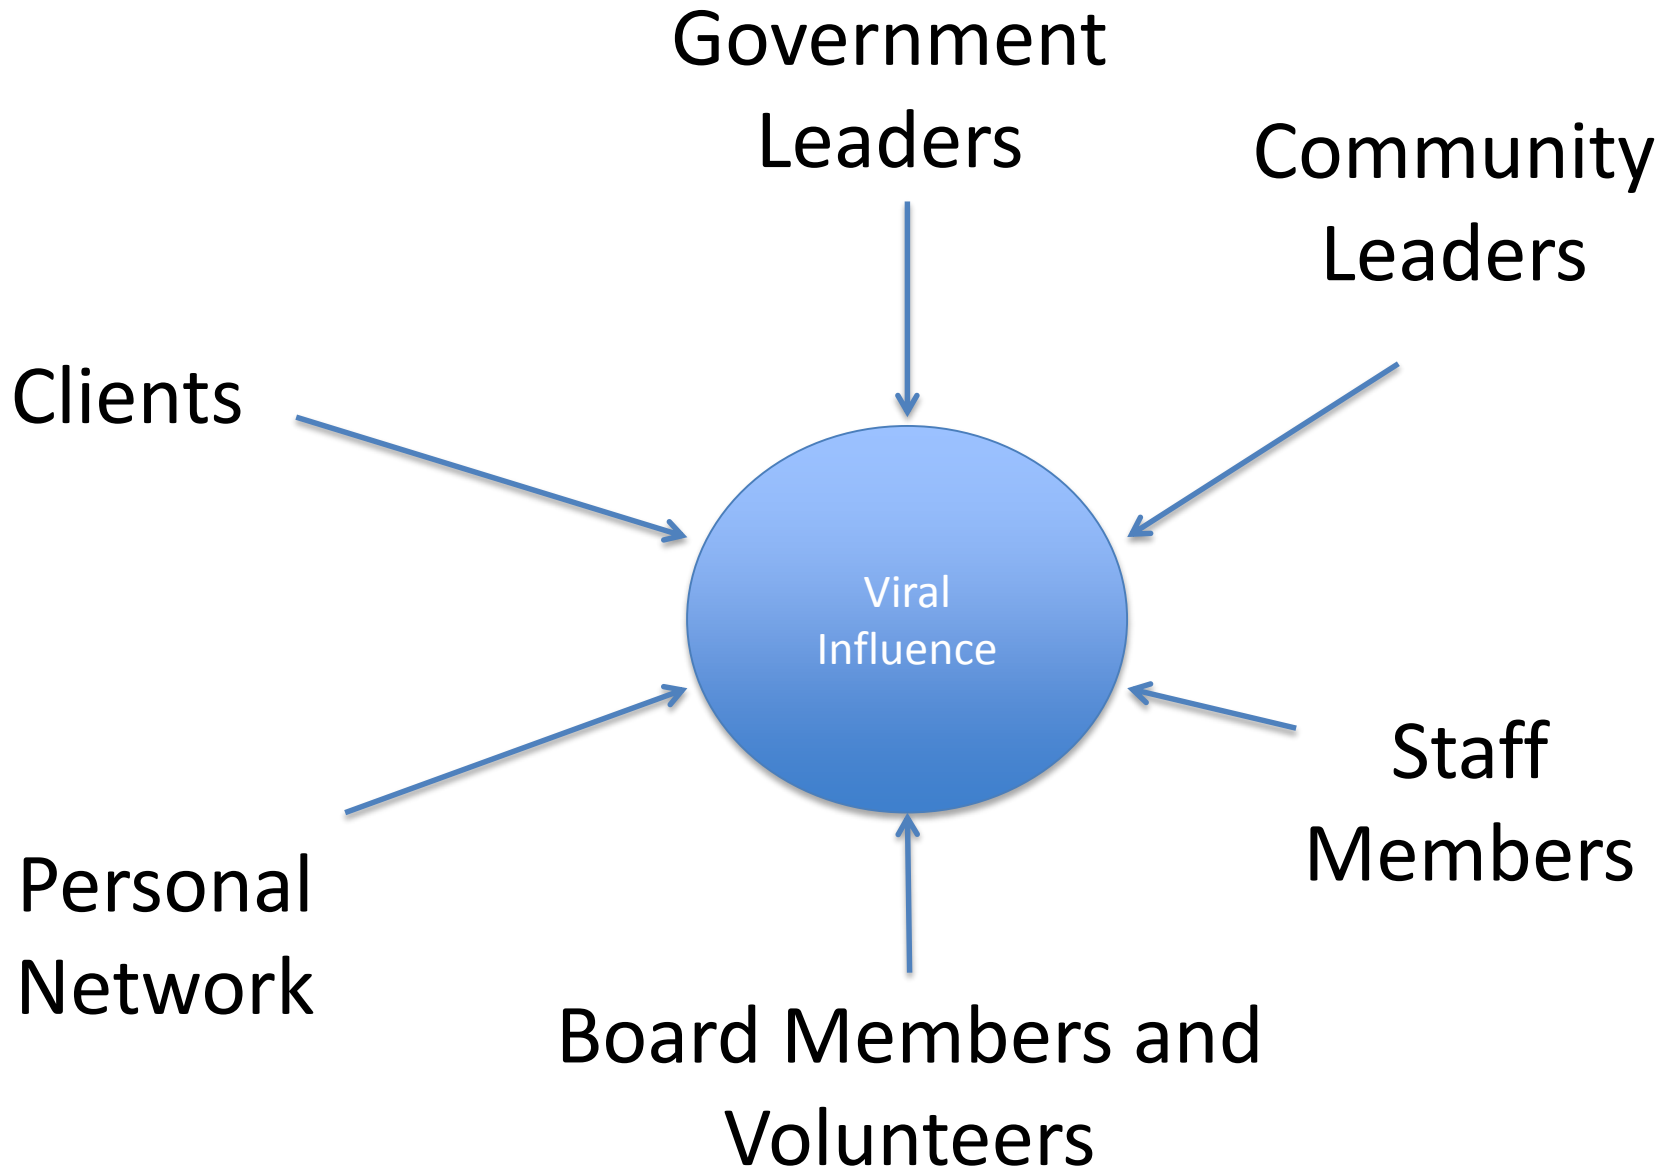 Government
Leaders
Community
Leaders
Clients
Viral
Influence
Staff
Members
Personal
Network
Board Members and
Volunteers